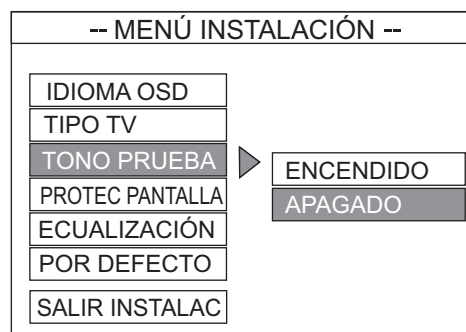 -- MENÚ INSTALACIÓN --
IDIOMA OSD
TIPO TV
TONO PRUEBA
PROTEC PANTALLA
ECUALIZACIÓN
POR DEFECTO
SALIR INSTALAC
ENCENDIDO
APAGADO